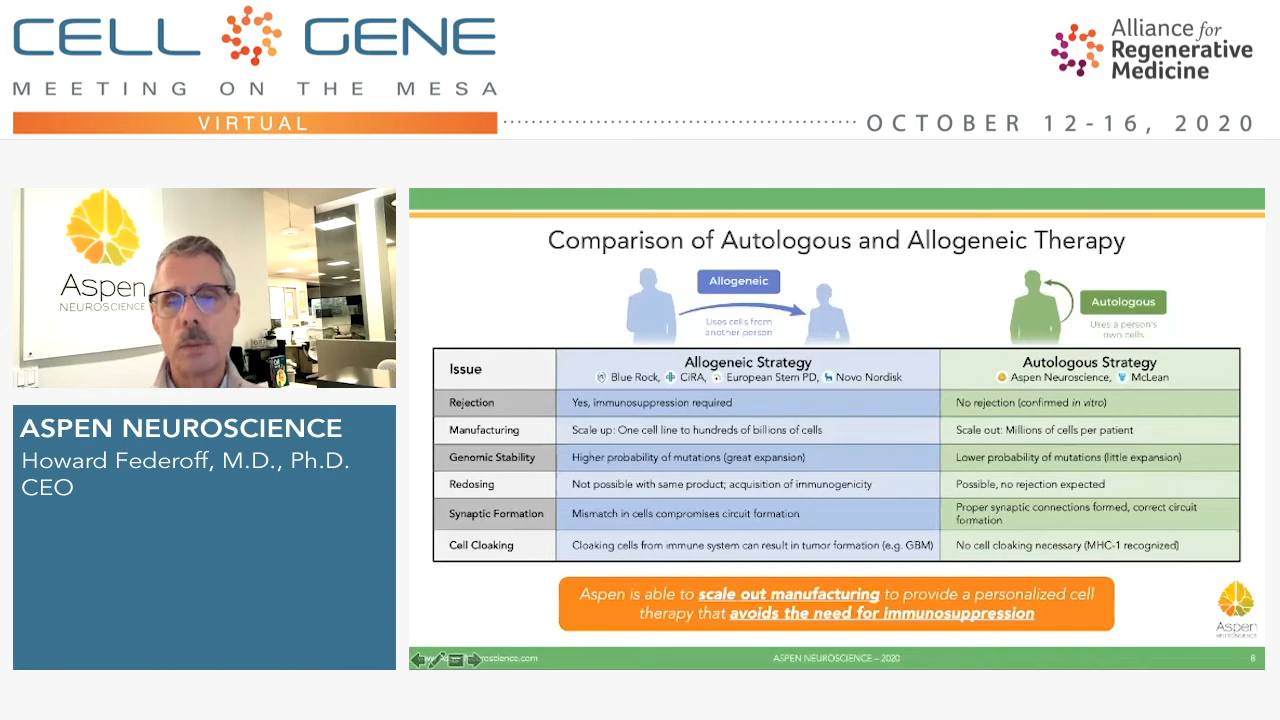 CELL GENE
MEETING ON THE MESA
VIRTUAL
Alliance for
Regenerative
Medicine
OCTOBER 12-16, 2020
Aspen
NEUROSCIENCE
ASPEN NEUROSCIENCE
Howard Federoff, M.D., Ph.D.
CEO
Comparison of Autologous and Allogeneic Therapy
Allogeneic
Uses cells from
another person
Autologous
Uses a person's
own cells
Issue
Allogeneic Strategy
Blue Rock, CiRA, European Stem PD, Novo Nordisk
Autologous Strategy
Aspen Neuroscience, McLean
Rejection
Yes, immunosuppression required
No rejection (confirmed in vitro)
Manufacturing
Scale up: One cell line to hundreds of billions of cells
Scale out: Millions of cells per patient
Genomic Stability
Higher probability of mutations (great expansion)
Lower probability of mutations (little expansion)
Redosing
Not possible with same product; acquisition of immunogenicity
Possible, no rejection expected
Synaptic Formation
Mismatch in cells compromises circuit formation
Proper synaptic connections formed, correct circuit
formation
Cell Cloaking
Cloaking cells from immune system can result in tumor formation (e.g. GBM)
No cell cloaking necessary (MHC-1 recognized)
Aspen is able to scale out manufacturing to provide a personalized cell
therapy that avoids the need for immunosuppression
Aspen
NEUROSCIENCE
ASPEN NEUROSCIENCE – 2020